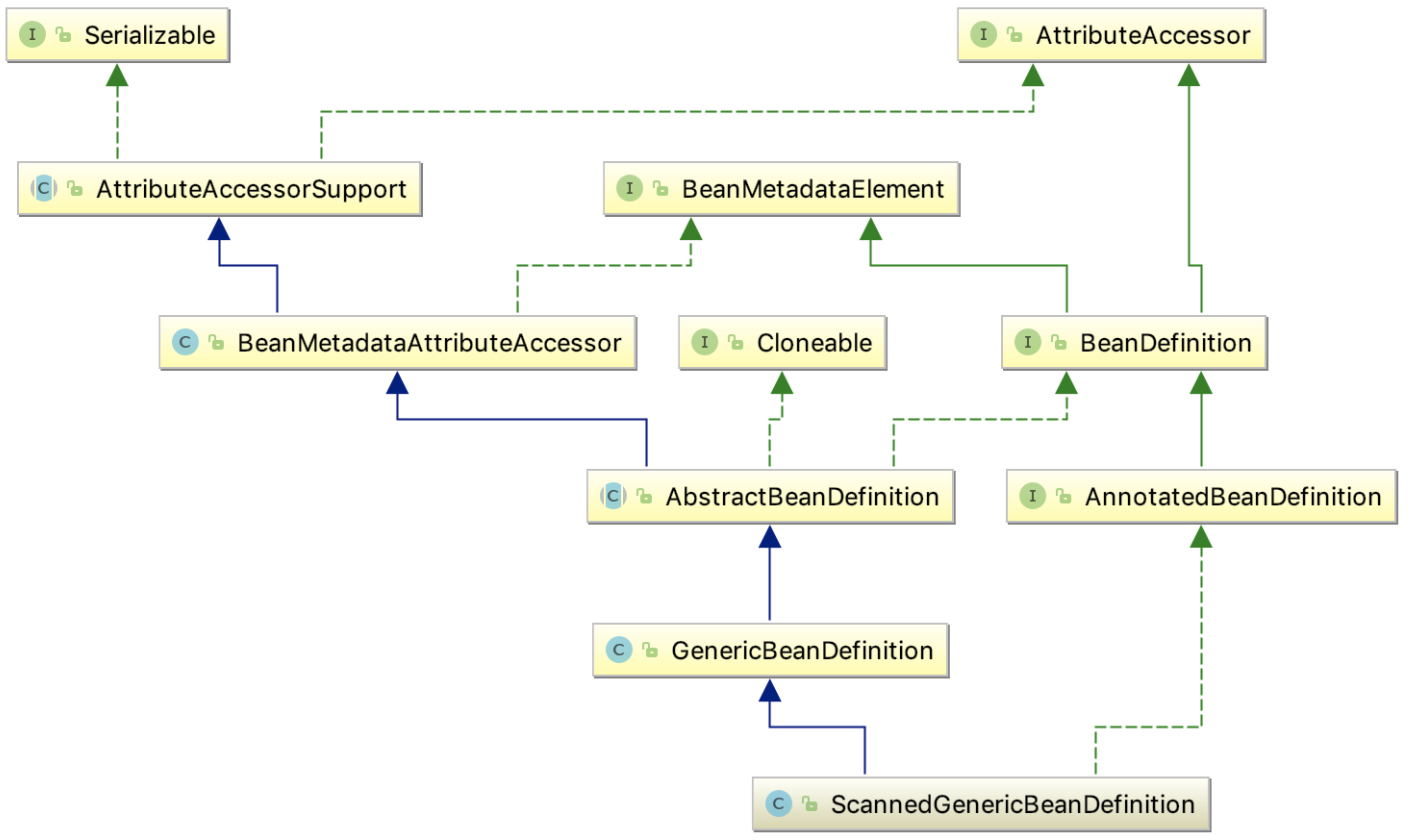 I Serializable
I AttributeAccessor
C AttributeAccessorSupport
I BeanMetadataElement
C BeanMetadataAttributeAccessor
I Cloneable
I BeanDefinition
C AbstractBeanDefinition
I AnnotatedBeanDefinition
C GenericBeanDefinition
C ScannedGenericBeanDefinition